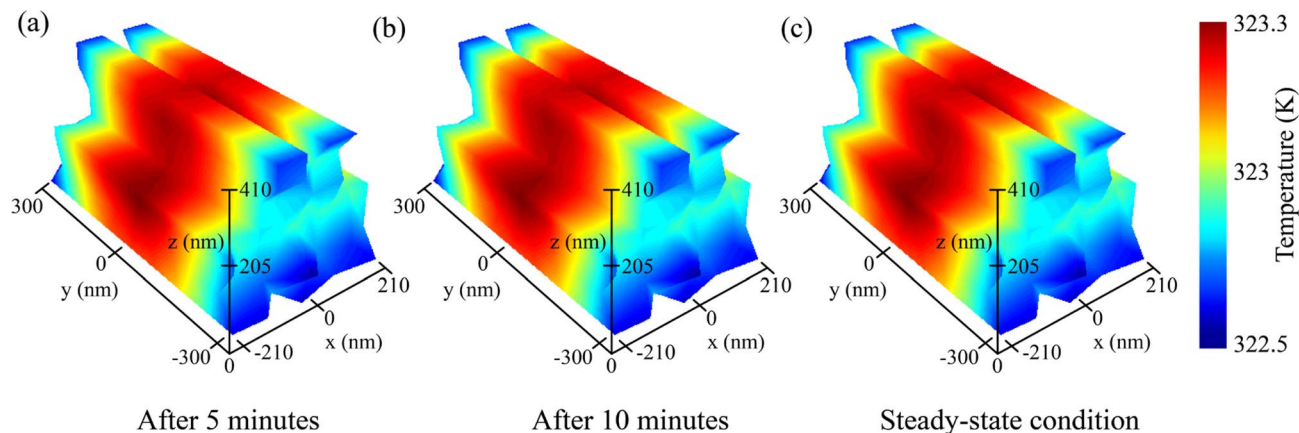 (a)
410
z (nm)
205
300
0
y (nm)
-300
0
-210
x (nm)
0
210
After 5 minutes
(b)
410
z (nm)
205
300
0
y (nm)
-300
0
-210
x (nm)
0
210
After 10 minutes
(c)
410
z (nm)
205
300
0
y (nm)
-300
0
-210
x (nm)
0
210
Steady-state condition
323.3
323
322.5
Temperature (K)